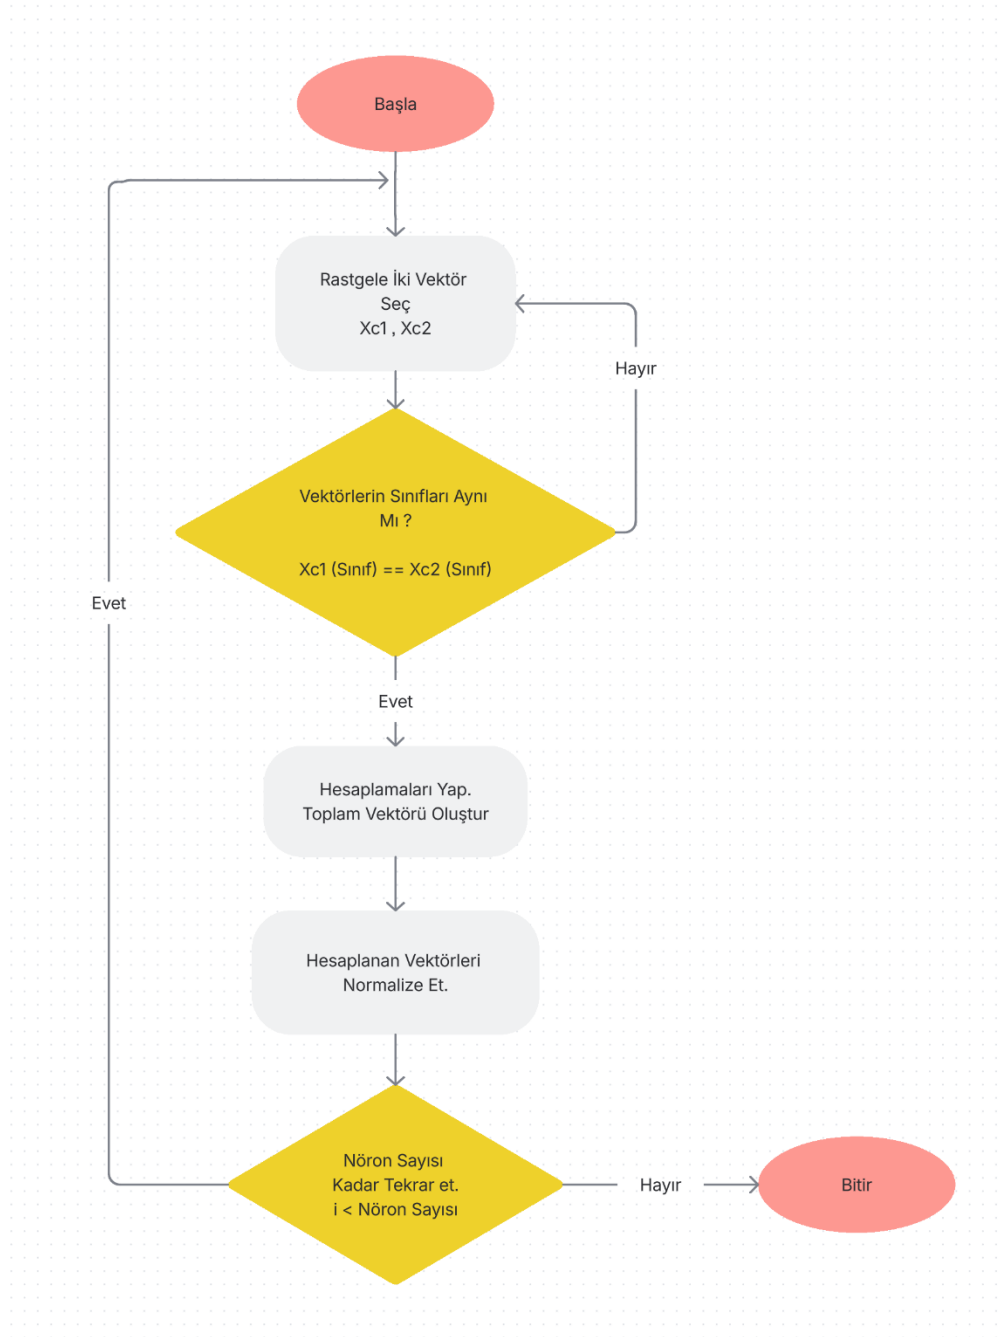 Başla
Rastgele İki Vektör
Seç
Xc1 , Xc2
Hayır
Vektörlerin Sınıfları Aynı
Mı ?
Xc1 (Sınıf) == Xc2 (Sınıf)
Evet
Evet
Hesaplamaları Yap.
Toplam Vektörü Oluştur
Hesaplanan Vektörleri
Normalize Et.
Nöron Sayısı
Kadar Tekrar et.
i < Nöron Sayısı
Hayır
Bitir